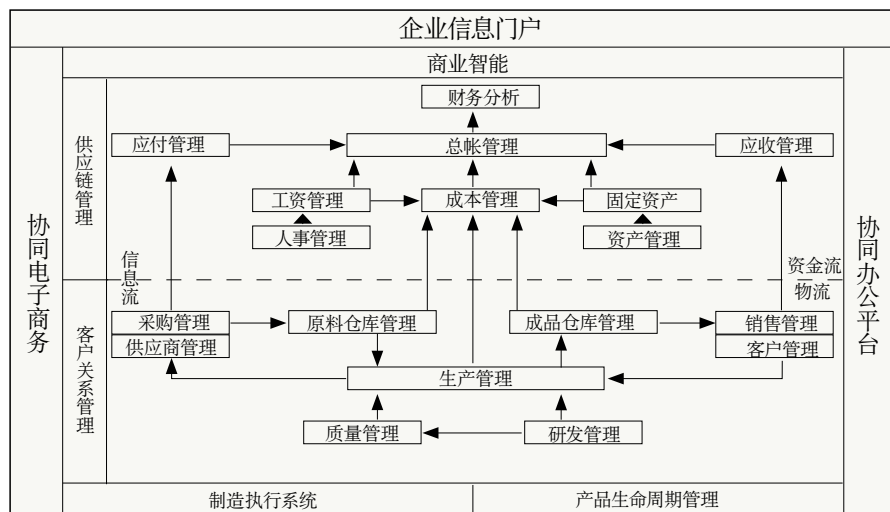 企业信息门户
商业智能
财务分析
应付管理
总帐管理
应收管理
供应链管理
工资管理
成本管理
固定资产
人事管理
资产管理
协同电子商务
协同办公平台
信息流
资金流
物流
客户关系管理
采购管理
原料仓库管理
成品仓库管理
销售管理
供应商管理
客户管理
生产管理
质量管理
研发管理
制造执行系统
产品生命周期管理